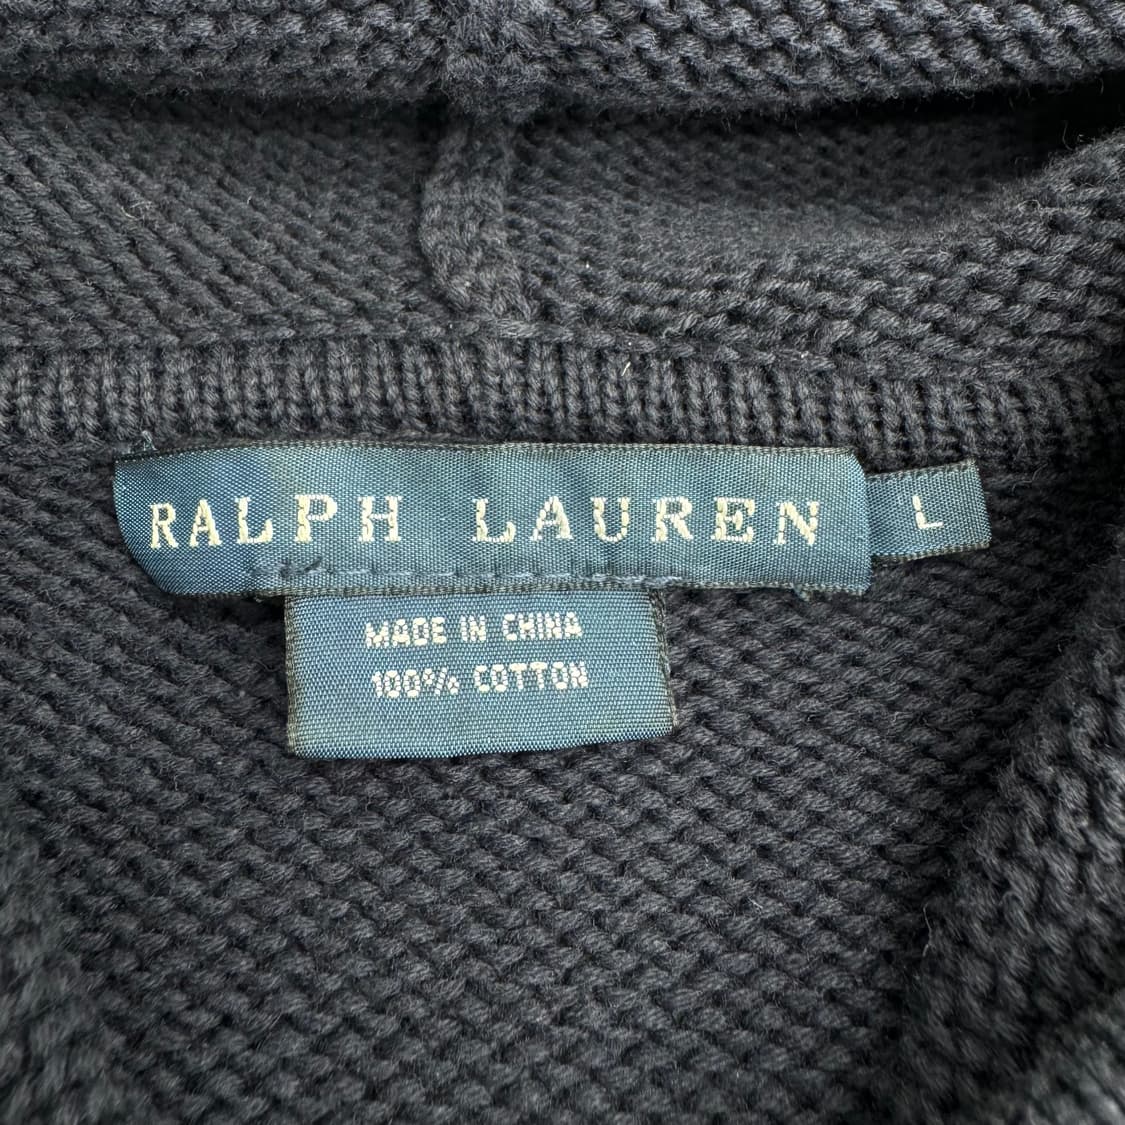 RALPH LAUREN
L
MADE IN CHINA
100% COTTON